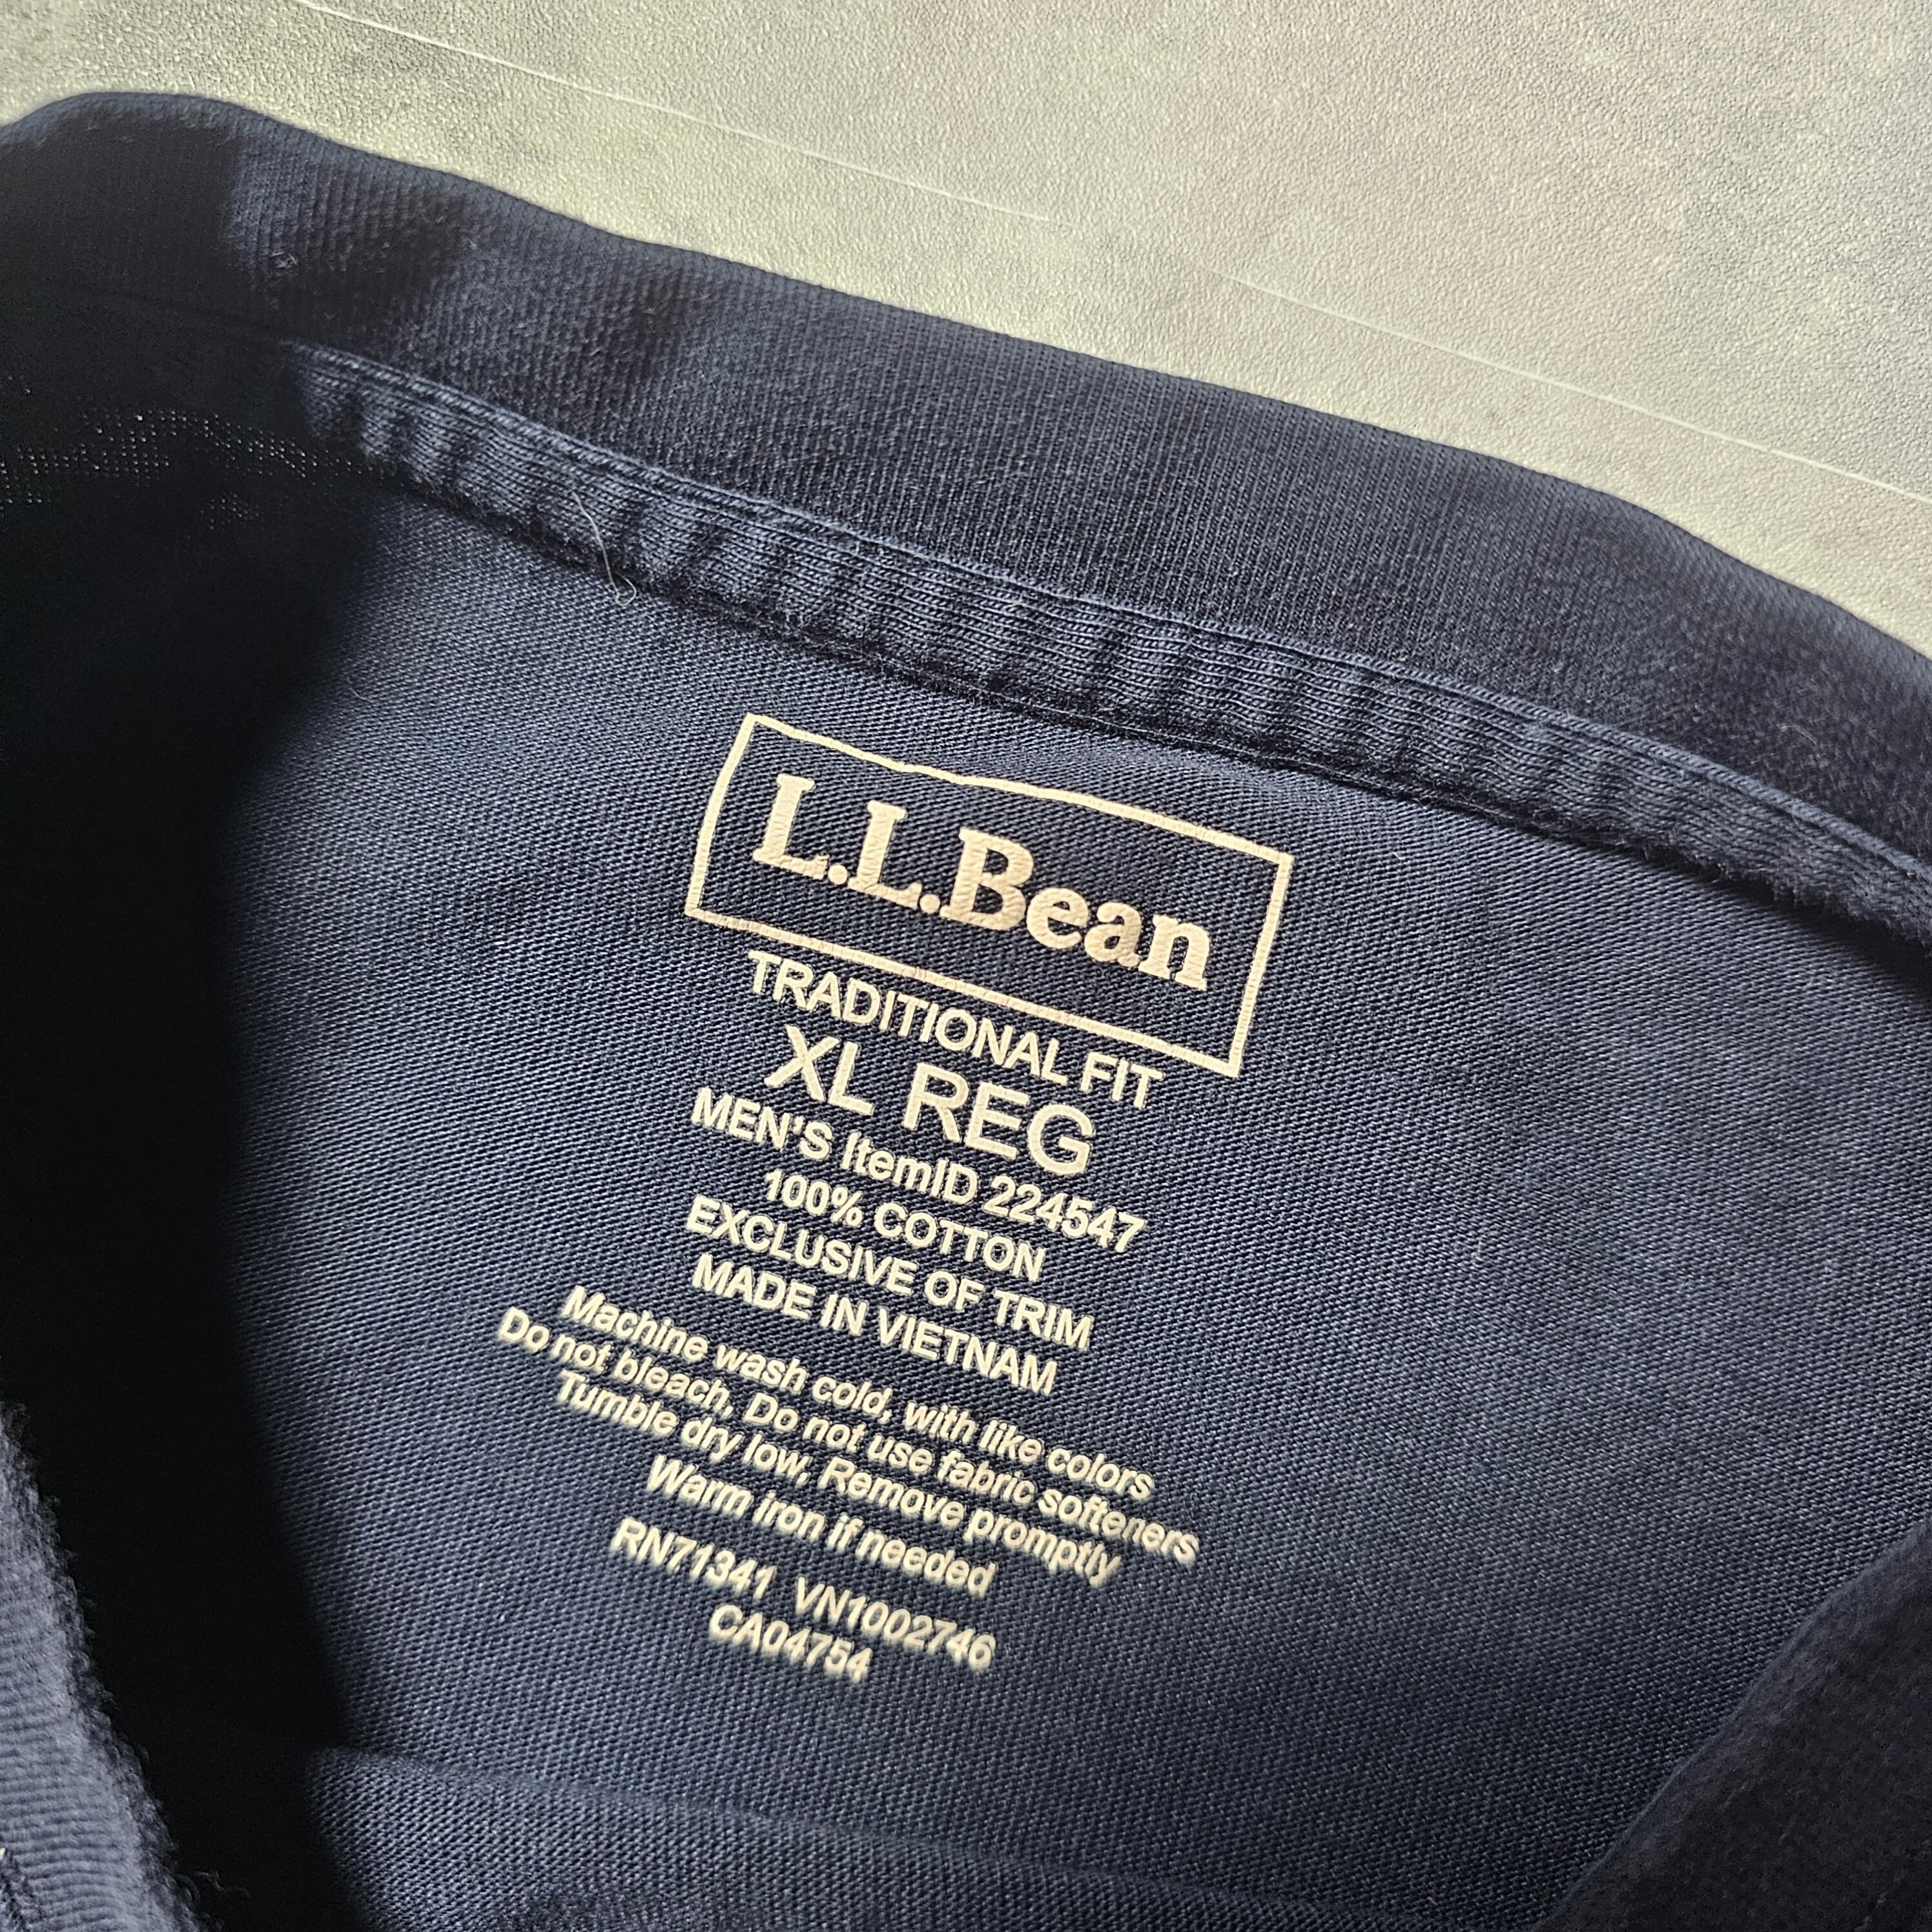 L.L.Bean
TRADITIONAL FIT
XL REG
MEN'S ItemID 224547
100% COTTON
EXCLUSIVE OF TRIM
MADE IN VIETNAM
Machine wash cold, with like colors
Do not bleach, Do not use fabric softeners
Tumble dry low, Remove promptly
Warm iron if needed
RN71341 VN1002746
CA04754